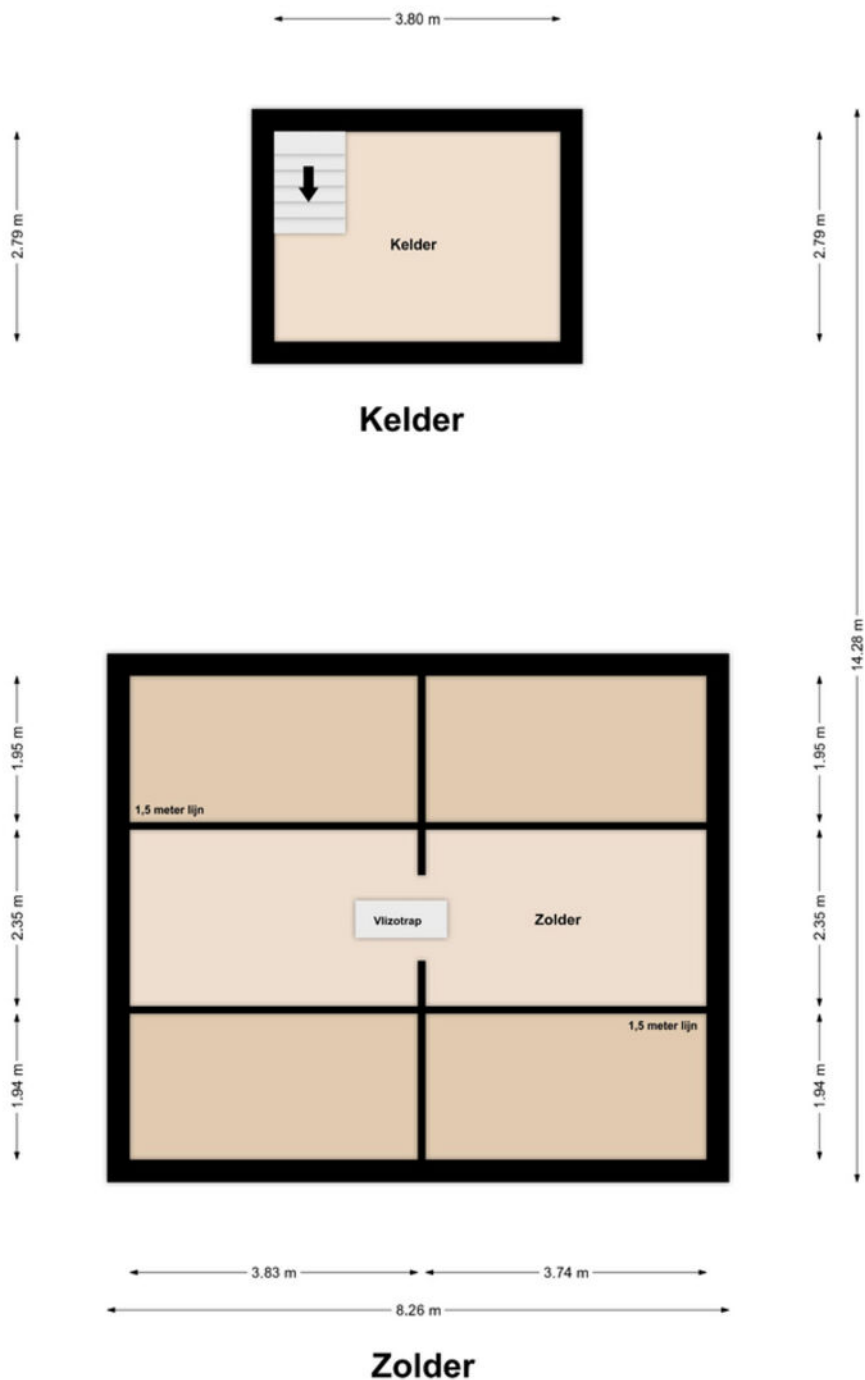 3.80 m
2.79 m
2.79 m
Kelder
Kelder
14.28 m
1.95 m
1.95 m
1,5 meter lijn
2.35 m
2.35 m
Vlizotrap
Zolder
1,5 meter lijn
1.94 m
1.94 m
3.83 m
3.74 m
8.26 m
Zolder